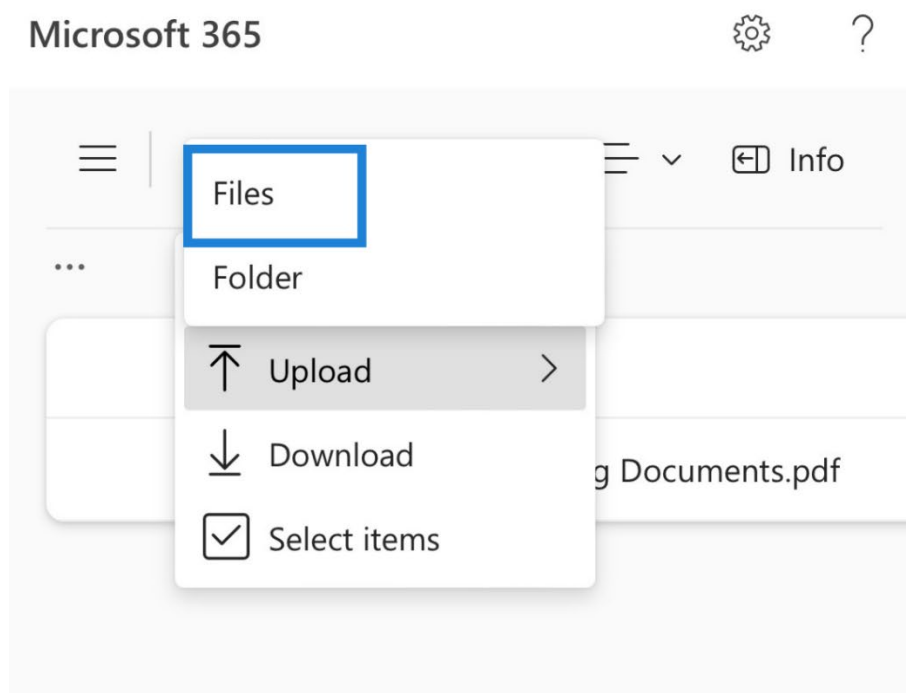 Microsoft 365
Info
Files
...
Folder
Upload
Download
g Documents.pdf
Select items